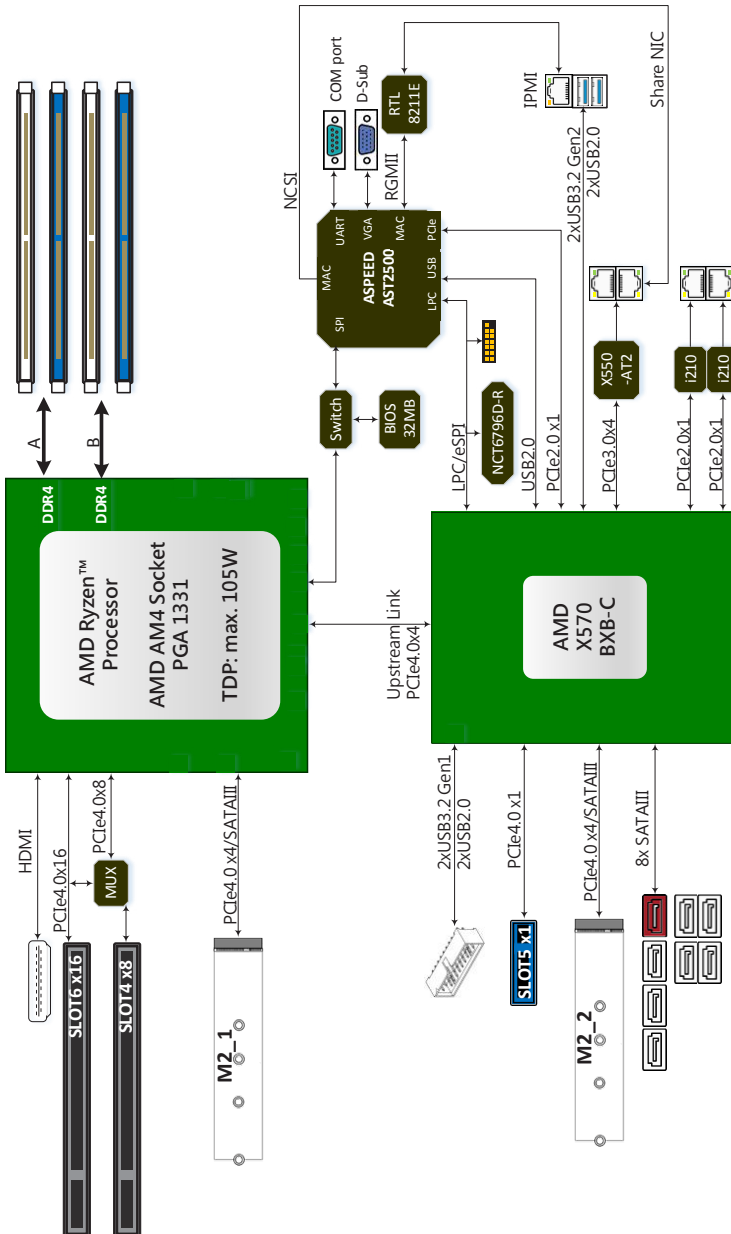 HDMI
PCIe4.0x16
PCIe4.0x8
MUX
SLOT6 x16
SLOT4 x8
PCIe4.0 x4/SATAIII
M2_1
AMD Ryzen™
Processor
AMD AM4 Socket
PGA 1331
TDP: max. 105W
DDR4
DDR4
A
B
Upstream Link
PCIe4.0x4
Switch
BIOS
32MB
NCSI
SPI
MAC
UART
VGA
MAC
LPC
USB
PCIe
ASPEED
AST2500
COM port
D-Sub
RGMII
RTL
8211E
IPMI
Share NIC
2xUSB3.2 Gen1
2xUSB2.0
PCIe4.0 x1
SLOT5 x1
PCIe4.0 x4/SATAIII
M2_2
8x SATAIII
AMD
X570
BXB-C
LPC/eSPI
NCT6796D-R
USB2.0
PCIe2.0 x1
2xUSB3.2 Gen2
2xUSB2.0
PCIe3.0x4
X550
-AT2
PCIe2.0x1
i210
PCIe2.0x1
i210